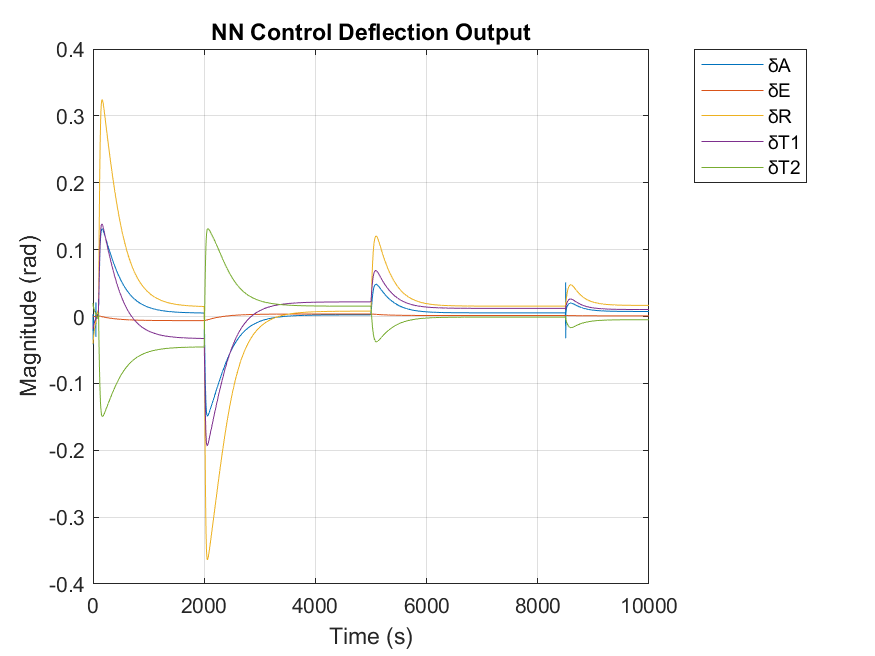 NN Control Deflection Output
Magnitude (rad)
0.4
0.3
0.2
0.1
0
-0.1
-0.2
-0.3
-0.4
0 2000 4000 6000 8000 10000
Time (s)
δA
δE
δR
δT1
δT2